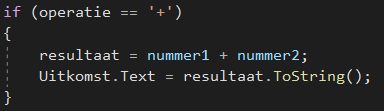 if (operatie == '+')
{
resultaat = nummer1 + nummer2;
Uitkomst.Text = resultaat.ToString();
}